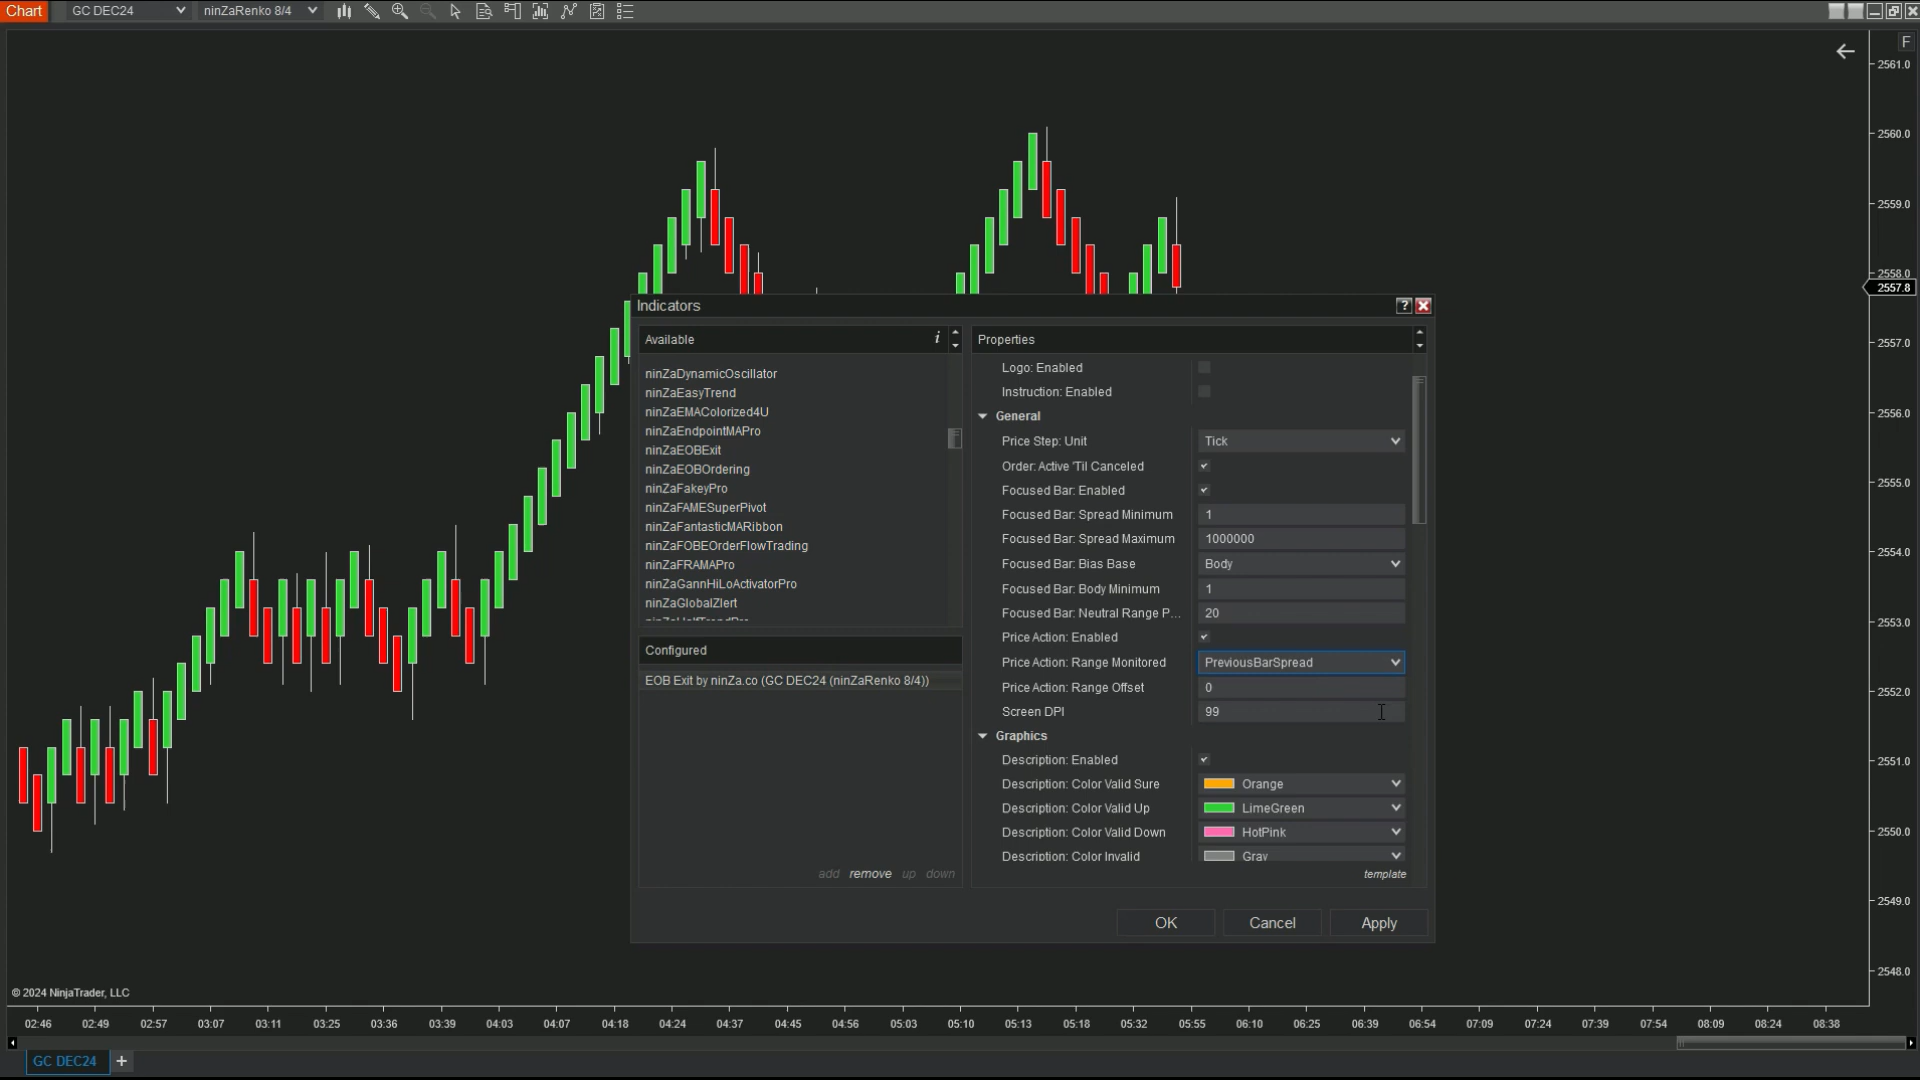 Chart GC DEC24 ninZaRenko 8/4
F
2561.0
2560.0
2559.0
2558.0
2557.8
2557.0
2556.0
2555.0
2554.0
2553.0
2552.0
2551.0
2550.0
2549.0
2548.0
Indicators ?
Available i
ninZaDynamicOscillator
ninZaEasyTrend
ninZaEMAColorized4U
ninZaEndpointMAPro
ninZaEOBExit
ninZaEOBOrdering
ninZaFakeyPro
ninZaFAMESuperPivot
ninZaFantasticMARibbon
ninZaFOBEOrderFlowTrading
ninZaFRAMAPro
ninZaGannHiLoActivatorPro
ninZaGlobalZlert
Configured
EOB Exit by ninZa.co (GC DEC24 (ninZaRenko 8/4))
add remove up down
Properties
Logo: Enabled
Instruction: Enabled
General
Price Step: Unit Tick
Order: Active 'Til Canceled
Focused Bar: Enabled
Focused Bar: Spread Minimum 1
Focused Bar: Spread Maximum 1000000
Focused Bar: Bias Base Body
Focused Bar: Body Minimum 1
Focused Bar: Neutral Range P... 20
Price Action: Enabled
Price Action: Range Monitored PreviousBarSpread
Price Action: Range Offset 0
Screen DPI 99
Graphics
Description: Enabled
Description: Color Valid Sure Orange
Description: Color Valid Up LimeGreen
Description: Color Valid Down HotPink
Description: Color Invalid Gray
template
OK Cancel Apply
© 2024 NinjaTrader, LLC
02:46 02:49 02:57 03:07 03:11 03:25 03:36 03:39 04:03 04:07 04:18 04:24 04:37 04:45 04:56 05:03 05:10 05:13 05:18 05:32 05:55 06:10 06:25 06:39 06:54 07:09 07:24 07:39 07:54 08:09 08:24 08:38
GC DEC24 +